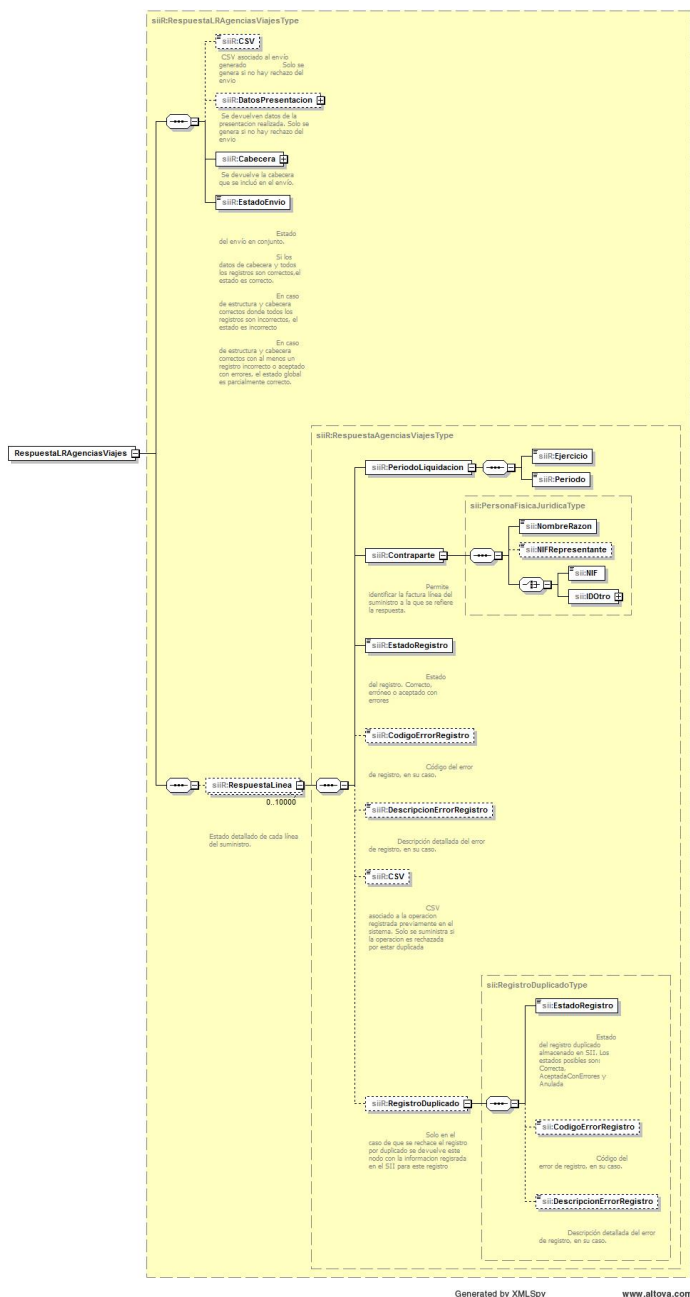 siiR:RespuestaLRAgenciasViajesType
siiR:CSV
CSV asociado al envío
generado Solo se
genera si no hay rechazo del
envio
siiR:DatosPresentacion
Se devuelven datos de la
presentacion realizada. Solo se
genera si no hay rechazo del
envio
siiR:Cabecera
Se devuelve la cabecera
que se incluó en el envío.
siiR:EstadoEnvio
Estado
del envío en conjunto.
Si los
datos de cabecera y todos
los registros son correctos,el
estado es correcto.
En caso
de estructura y cabecera
correctos donde todos los
registros son incorrectos, el
estado es incorrecto
En caso
de estructura y cabecera
correctos con al menos un
registro incorrecto o aceptado
con errores, el estado global
es parcialmente correcto.
RespuestaLRAgenciasViajes
siiR:RespuestaAgenciasViajesType
siiR:PeriodoLiquidacion
siiR:Ejercicio
siiR:Periodo
sii:PersonaFisicaJuridicaType
siiR:Contraparte
sii:NombreRazon
sii:NIFRepresentante
sii:NIF
sii:IDOtro
Permite
identificar la factura línea del
suministro a la que se refiere
la respuesta.
siiR:EstadoRegistro
Estado
del registro. Correcto,
erróneo o aceptado con
errores
siiR:CodigoErrorRegistro
Código del error
de registro, en su caso.
siiR:RespuestaLinea
0..10000
Estado detallado de cada línea
del suministro.
siiR:DescripcionErrorRegistro
Descripción detallada del error
de registro, en su caso.
siiR:CSV
CSV
asociado a la operacion
registrada previamente en el
sistema. Solo se suministra si
la operacion es rechazada
por estar duplicada
sii:RegistroDuplicadoType
sii:EstadoRegistro
Estado
del registro duplicado
almacenado en SII. Los
estados posibles son:
Correcta,
AceptadaConErrores y
Anulada
siiR:RegistroDuplicado
Solo en el
caso de que se rechace el registro
por duplicado se devuelve este
nodo con la informacion regisrada
en el SII para este registro
sii:CodigoErrorRegistro
Código del
error de registro, en su caso.
sii:DescripcionErrorRegistro
Descripción detallada del error
de registro, en su caso.
Generated by XMLSpy
www.altova.com